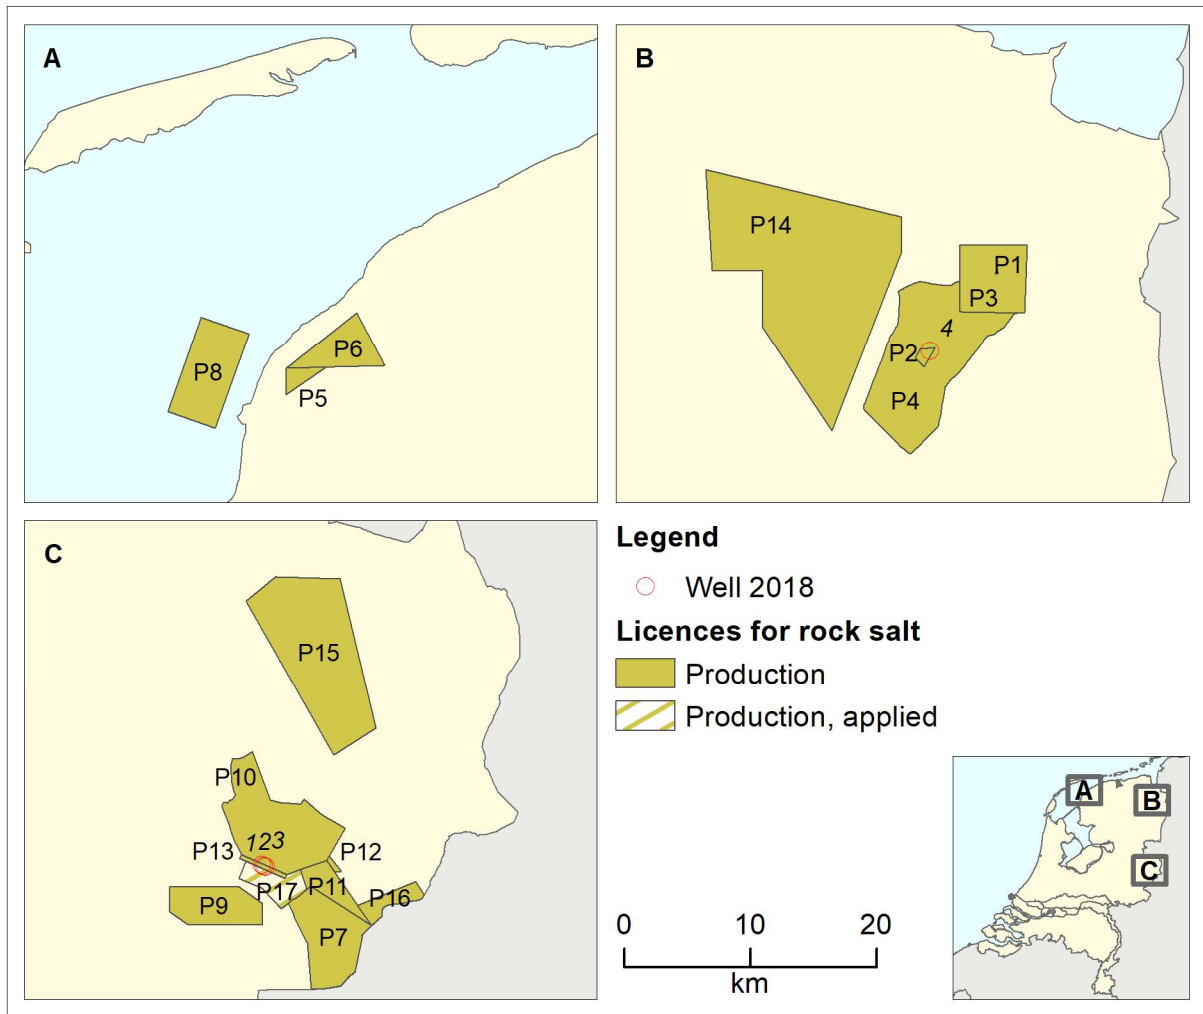 A
P8
P6
P5
B
P14
P1
P3
4
P2
P4
C
P15
P10
123
P13
P12
P17
P11
P9
P16
P7
Legend
Well 2018
Licences for rock salt
Production
Production, applied
0 10 20
km
A
B
C